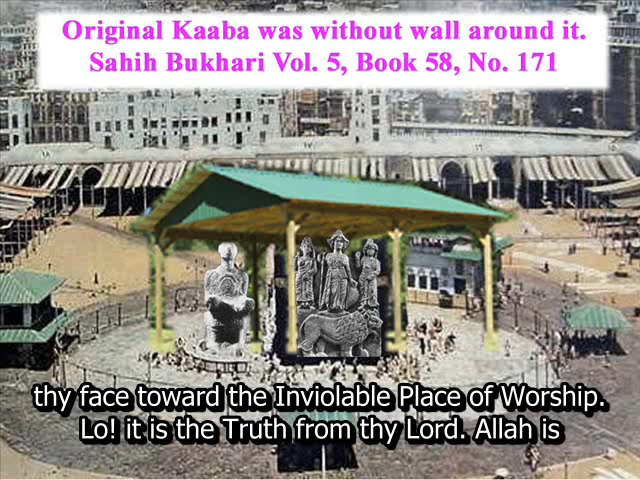 Original Kaaba was without wall around it.
Sahih Bukhari Vol. 5, Book 58, No. 171
thy face toward the Inviolable Place of Worship.
Lo! it is the Truth from thy Lord. Allah is